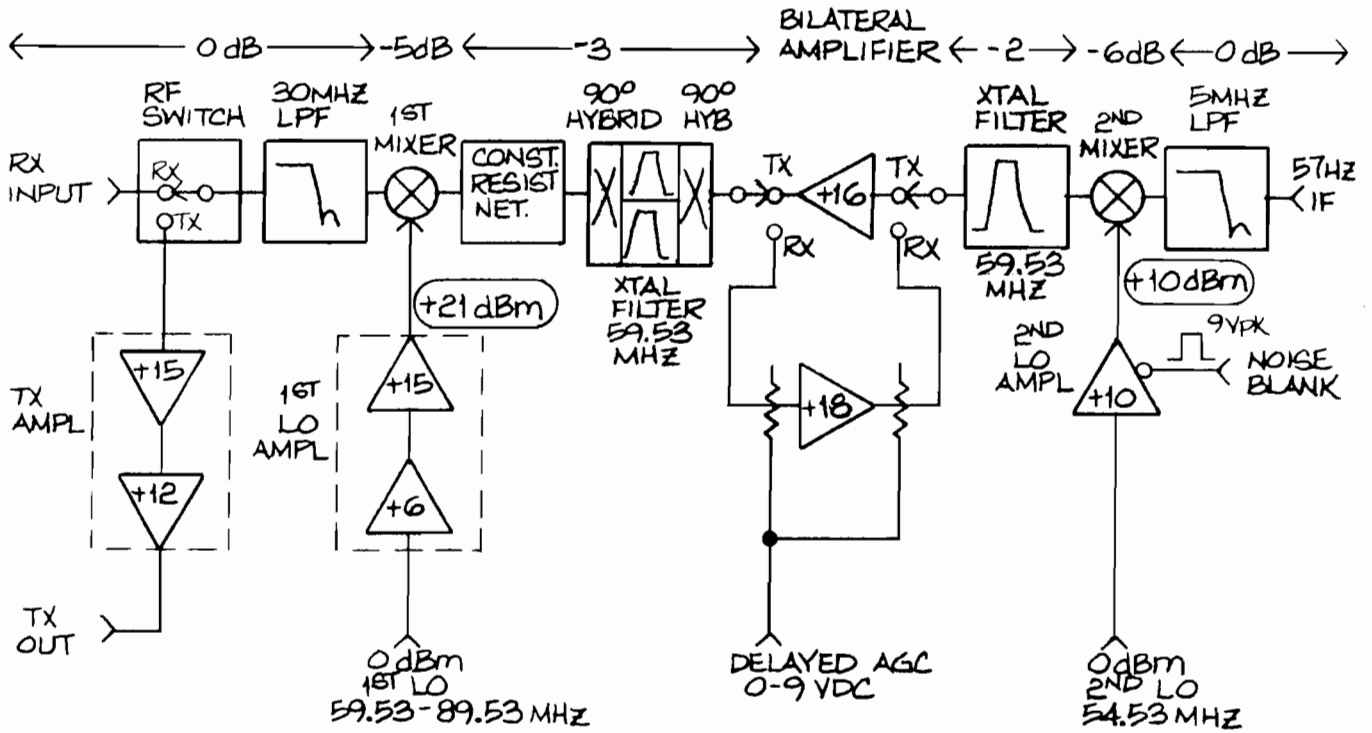 BILATERAL
AMPLIFIER
0 dB
-5dB
-3
-2
-6dB
0dB
RF
SWITCH
30MHZ
LPF
1ST
MIXER
90°
HYBRID
90°
HYB
XTAL
FILTER
2ND
MIXER
5MHZ
LPF
RX
INPUT
RX
TX
CONST.
RESIST
NET.
TX
+16
TX
RX
RX
57HZ
IF
XTAL
FILTER
59.53
MHZ
59.53
MHZ
+21 dBm
+10 dBm
TX
AMPL
+15
+12
1ST
LO
AMPL
+15
+6
+18
2ND
LO
AMPL
+10
9VPK
NOISE
BLANK
TX
OUT
0 dBm
1ST LO
59.53-89.53 MHZ
DELAYED AGC
0-9 VDC
0dBm
2ND LO
54.53 MHZ